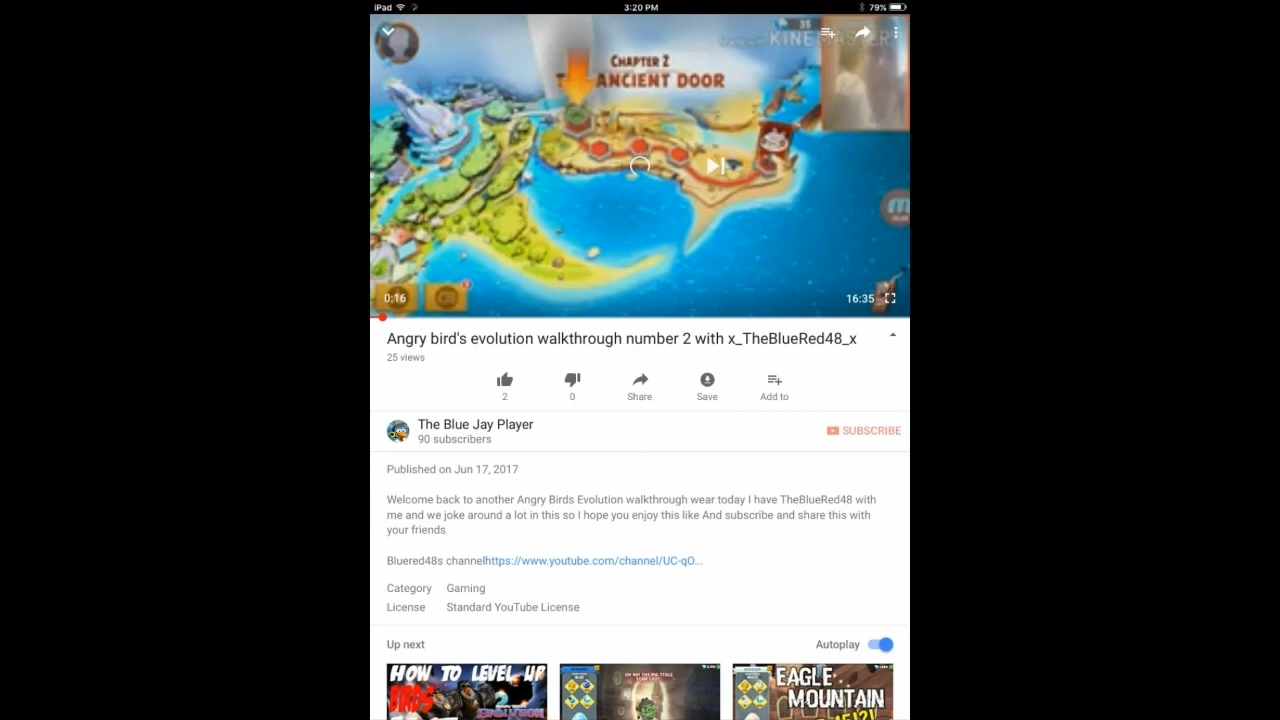 iPad
3:20 PM
79%
35
KINEMASTER
CHAPTER 2
ANCIENT DOOR
0:16
16:35
Angry bird's evolution walkthrough number 2 with x_TheBlueRed48_x
25 views
2
0
Share
Save
Add to
The Blue Jay Player
90 subscribers
SUBSCRIBE
Published on Jun 17, 2017
Welcome back to another Angry Birds Evolution walkthrough wear today I have TheBlueRed48 with
me and we joke around a lot in this so I hope you enjoy this like And subscribe and share this with
your friends
Bluered48s channelhttps://www.youtube.com/channel/UC-qO...
Category Gaming
License Standard YouTube License
Up next
Autoplay
HOW TO LEVEL UP
BIRDS
EVOLUTION
EAGLE
MOUNTAIN